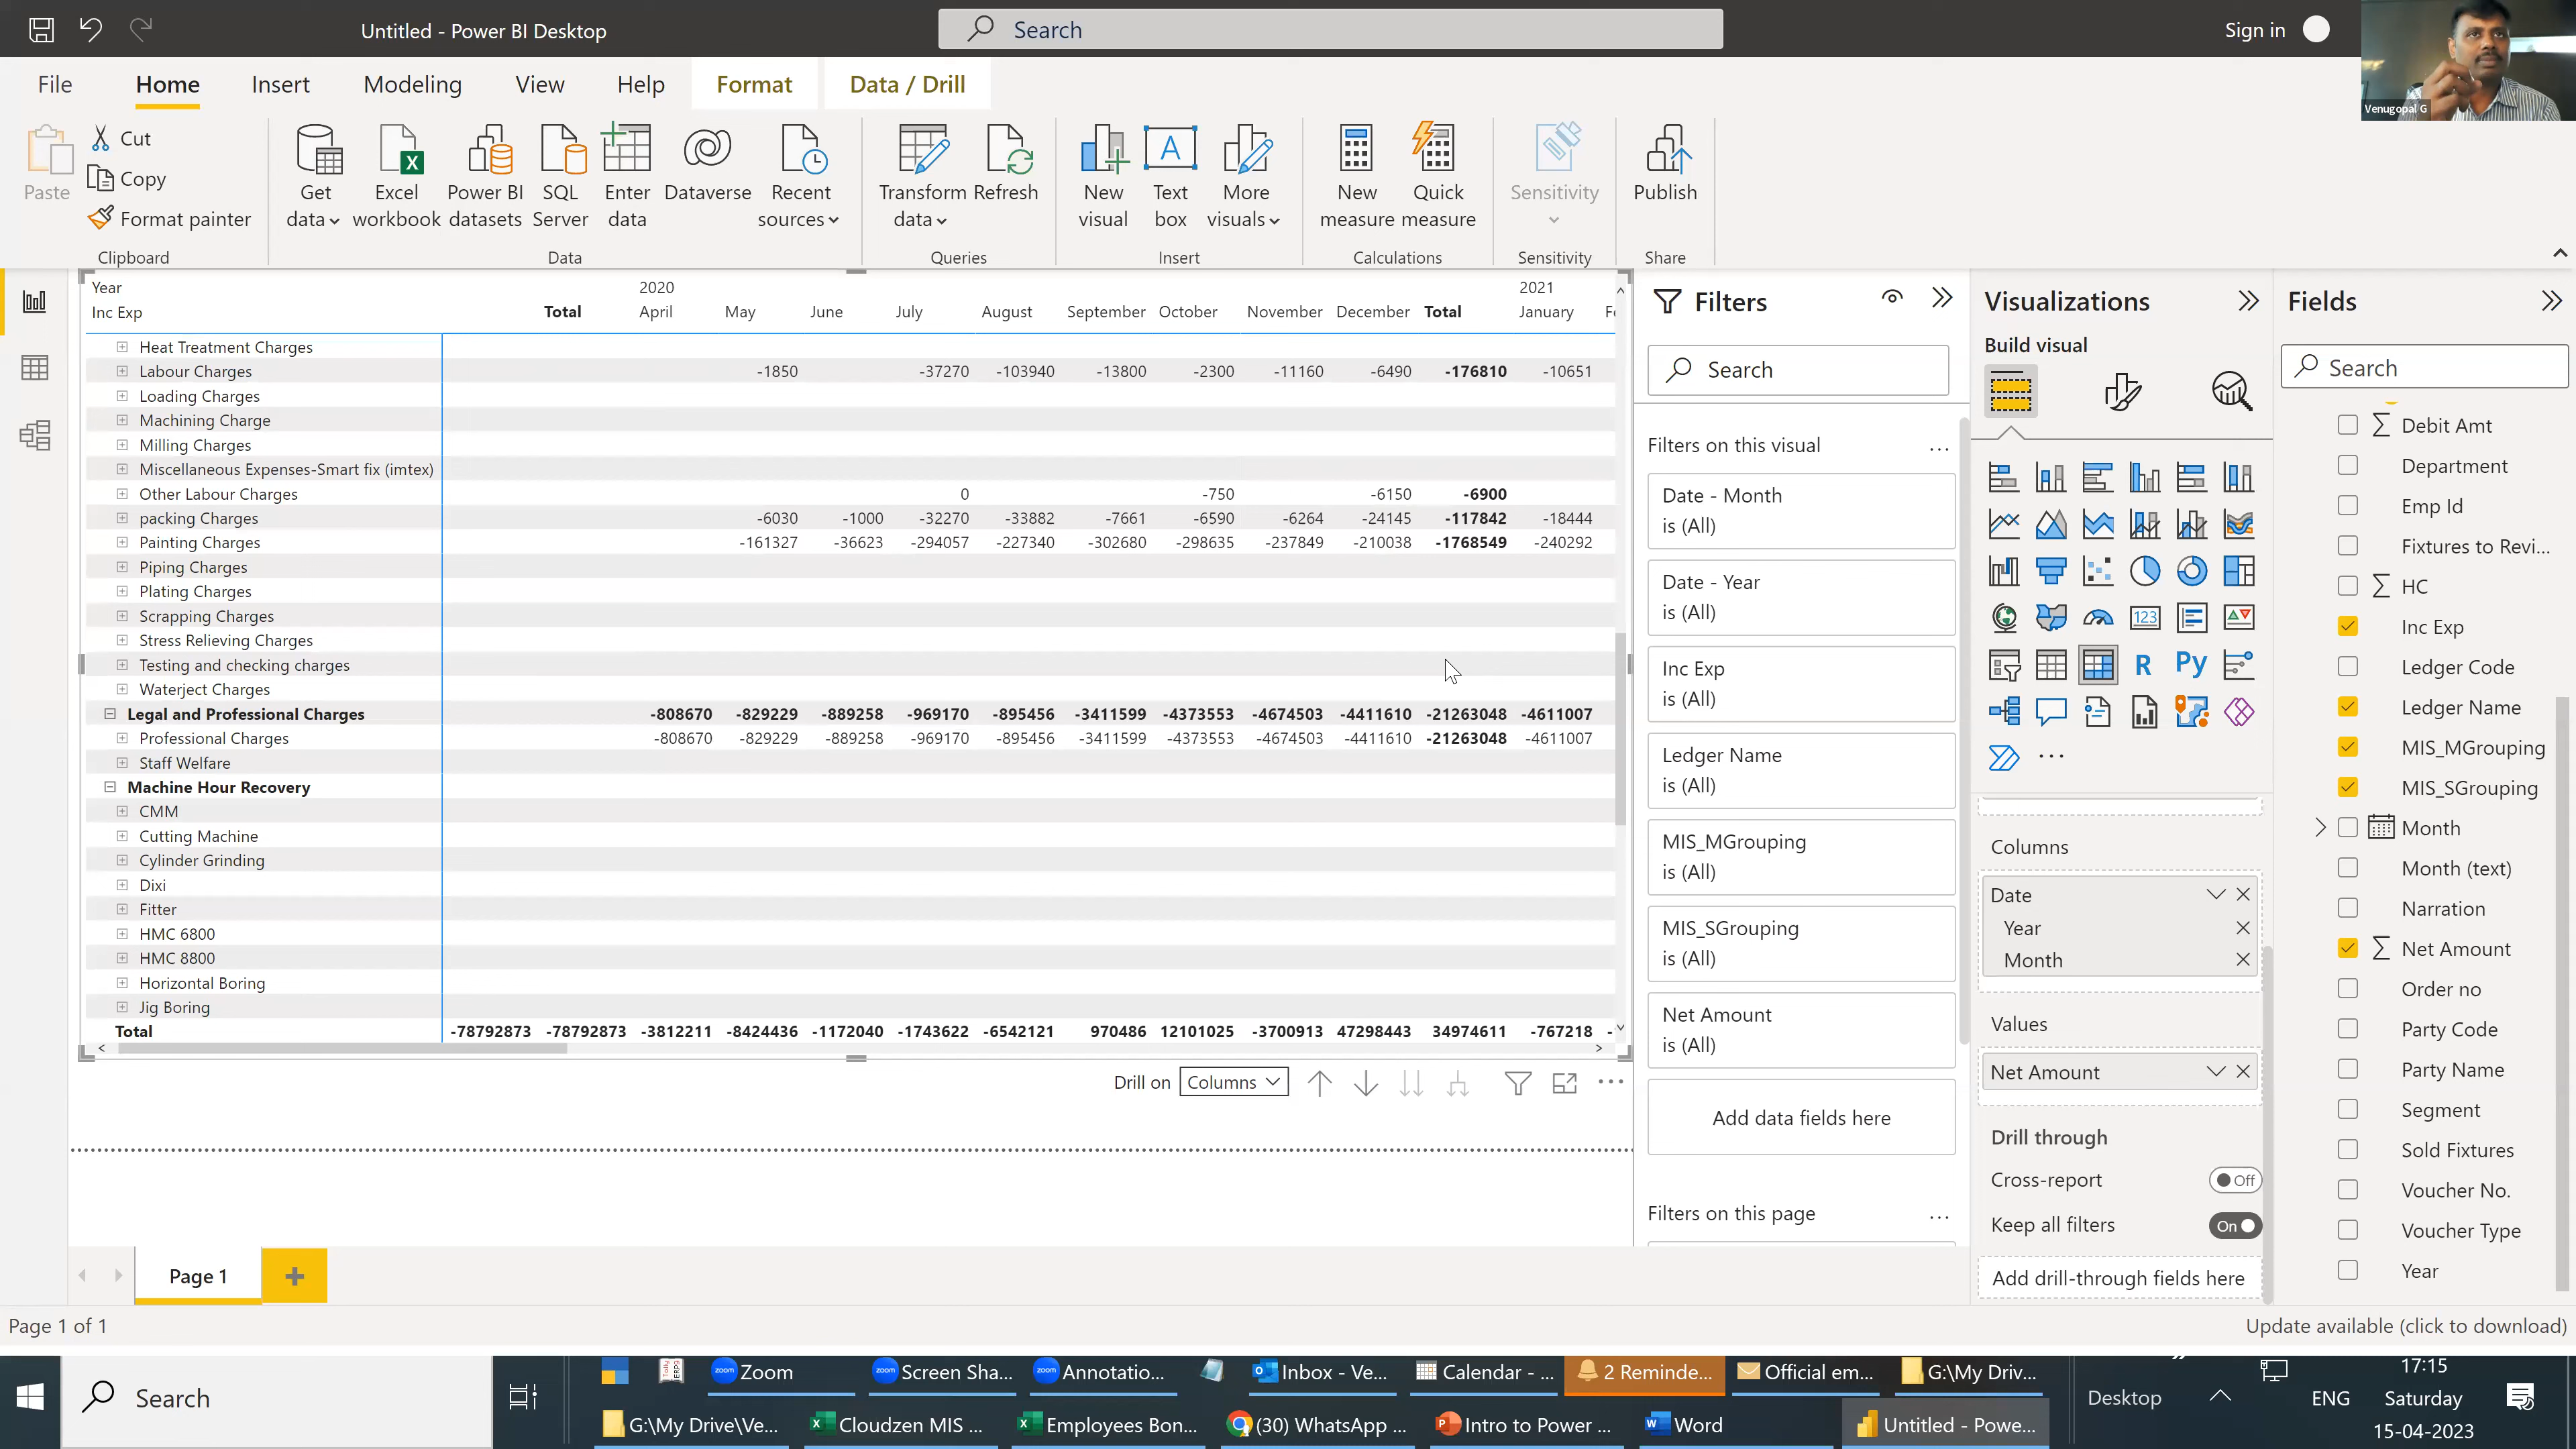 Untitled - Power BI Desktop
Search
Sign in
Venugopal G
File Home Insert Modeling View Help Format Data / Drill
Paste
Cut
Copy
Format painter
Clipboard
Get data
Excel workbook
Power BI datasets
SQL Server
Enter data
Dataverse
Recent sources
Data
Transform data
Refresh
Queries
New visual
Text box
More visuals
Insert
New measure
Quick measure
Calculations
Sensitivity
Sensitivity
Publish
Share
Year 2020 2021
Inc Exp Total April May June July August September October November December Total January
Heat Treatment Charges
Labour Charges -1850 -37270 -103940 -13800 -2300 -11160 -6490 -176810 -10651
Loading Charges
Machining Charge
Milling Charges
Miscellaneous Expenses-Smart fix (imtex)
Other Labour Charges 0 -750 -6150 -6900
packing Charges -6030 -1000 -32270 -33882 -7661 -6590 -6264 -24145 -117842 -18444
Painting Charges -161327 -36623 -294057 -227340 -302680 -298635 -237849 -210038 -1768549 -240292
Piping Charges
Plating Charges
Scrapping Charges
Stress Relieving Charges
Testing and checking charges
Waterject Charges
Legal and Professional Charges -808670 -829229 -889258 -969170 -895456 -3411599 -4373553 -4674503 -4411610 -21263048 -4611007
Professional Charges -808670 -829229 -889258 -969170 -895456 -3411599 -4373553 -4674503 -4411610 -21263048 -4611007
Staff Welfare
Machine Hour Recovery
CMM
Cutting Machine
Cylinder Grinding
Dixi
Fitter
HMC 6800
HMC 8800
Horizontal Boring
Jig Boring
Total -78792873 -78792873 -3812211 -8424436 -1172040 -1743622 -6542121 970486 12101025 -3700913 47298443 34974611 -767218 -
Drill on Columns
Filters
Search
Filters on this visual ...
Date - Month
is (All)
Date - Year
is (All)
Inc Exp
is (All)
Ledger Name
is (All)
MIS_MGrouping
is (All)
MIS_SGrouping
is (All)
Net Amount
is (All)
Add data fields here
Filters on this page ...
Visualizations
Build visual
123
R
Py
...
Columns
Date
Year
Month
Values
Net Amount
Drill through
Cross-report Off
Keep all filters On
Add drill-through fields here
Fields
Search
Debit Amt
Department
Emp Id
Fixtures to Revi...
HC
Inc Exp
Ledger Code
Ledger Name
MIS_MGrouping
MIS_SGrouping
Month
Month (text)
Narration
Net Amount
Order no
Party Code
Party Name
Segment
Sold Fixtures
Voucher No.
Voucher Type
Year
Page 1
Page 1 of 1
Update available (click to download)
Search
Zoom
Screen Sha...
Annotatio...
Inbox - Ve...
Calendar - ...
2 Reminde...
Official em...
G:\My Driv...
G:\My Drive\Ve...
Cloudzen MIS ...
Employees Bon...
(30) WhatsApp ...
Intro to Power ...
Word
Untitled - Powe...
Desktop
ENG
17:15
Saturday
15-04-2023